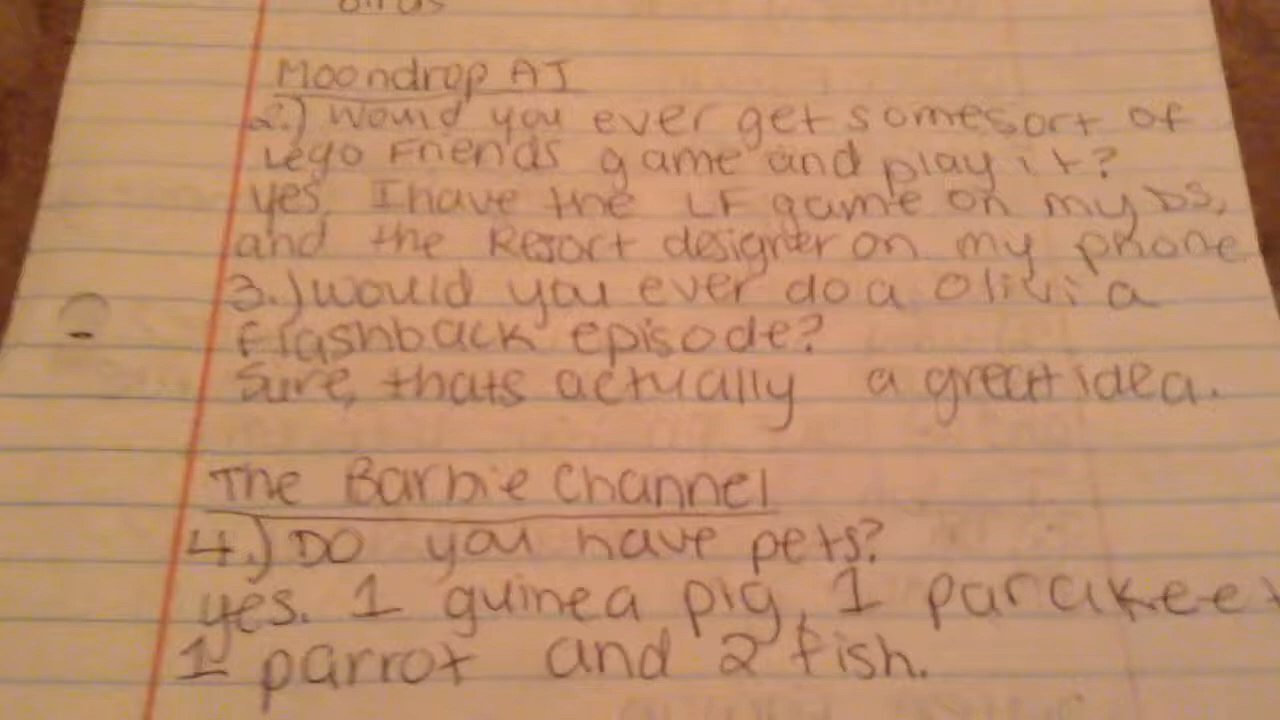 Moondrop AJ
2.) Would you ever get somesort of
Lego Friends game and play it?
yes, I have the LF game on my DS,
and the Resort designer on my phone
3.) would you ever do a Olivia
flashback episode?
Sure, thats actually a great idea.
The Barbie Channel
4.) Do you have pets?
yes. 1 guinea pig, 1 parakeet
1 parrot and 2 fish.